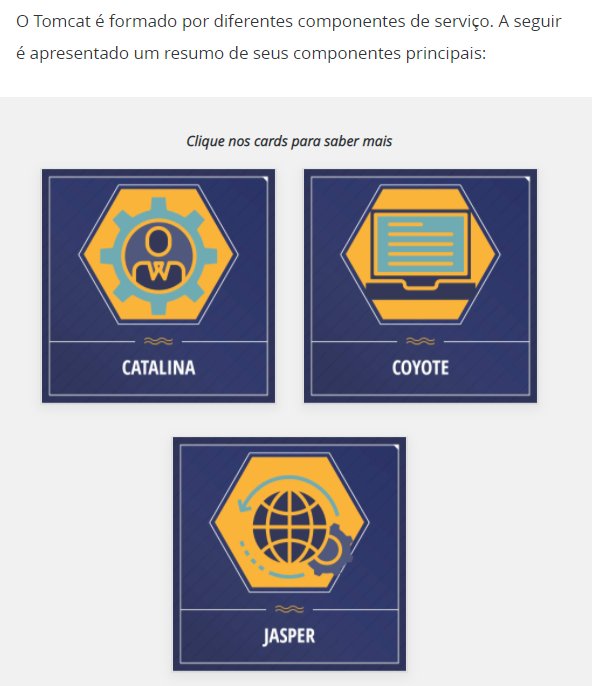 O Tomcat é formado por diferentes componentes de serviço. A seguir
é apresentado um resumo de seus componentes principais:
Clique nos cards para saber mais
CATALINA
COYOTE
JASPER